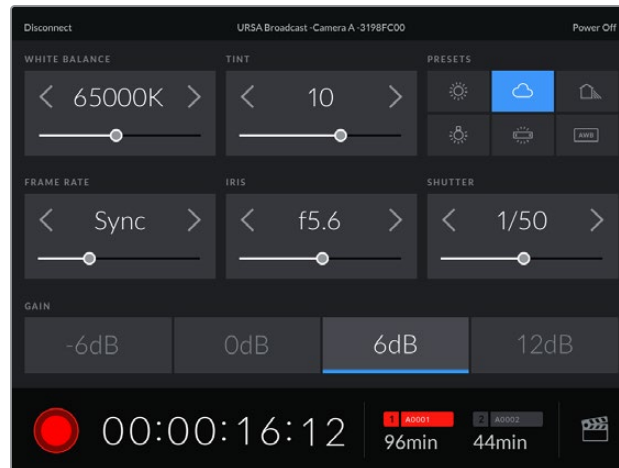 Disconnect URSA Broadcast -Camera A -3198FC00 Power Off
WHITE BALANCE TINT PRESETS
65000K 10
AWB
FRAME RATE IRIS SHUTTER
Sync f5.6 1/50
GAIN
-6dB 0dB 6dB 12dB
00:00:16:12
1 A0001 2 A0002
96min 44min